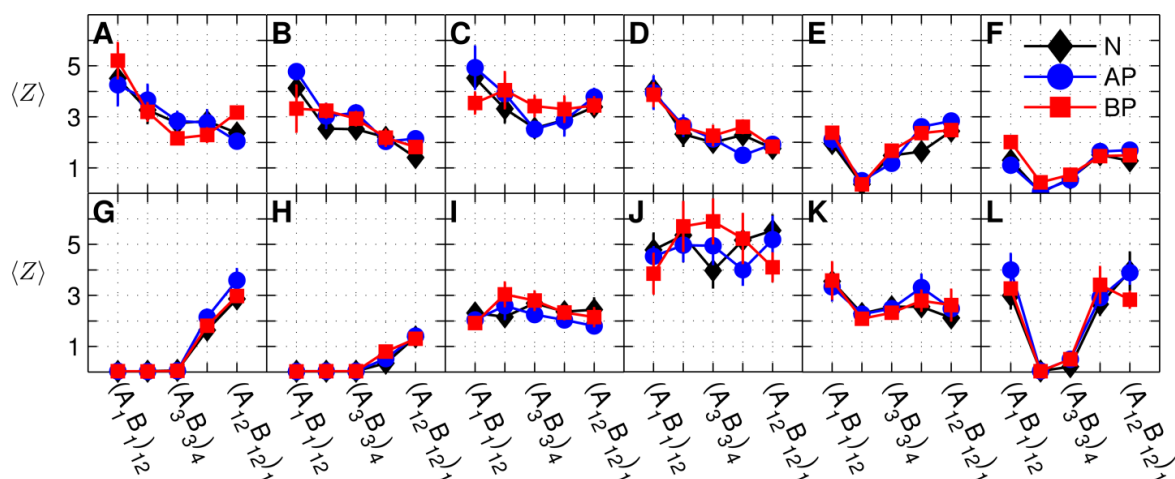 A B C D E F
N
AP
BP
5
3
1
⟨Z⟩
G H I J K L
5
3
1
⟨Z⟩
(A₁B₁)₁₂ (A₃B₃)₄ (A₁₂B₁₂)₁
(A₁B₁)₁₂ (A₃B₃)₄ (A₁₂B₁₂)₁
(A₁B₁)₁₂ (A₃B₃)₄ (A₁₂B₁₂)₁
(A₁B₁)₁₂ (A₃B₃)₄ (A₁₂B₁₂)₁
(A₁B₁)₁₂ (A₃B₃)₄ (A₁₂B₁₂)₁
(A₁B₁)₁₂ (A₃B₃)₄ (A₁₂B₁₂)₁